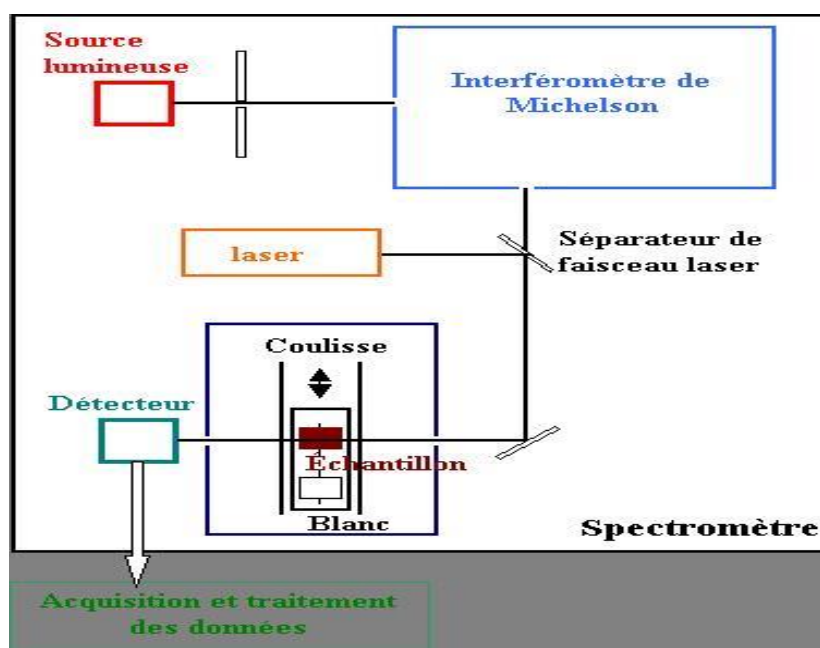 Source
lumineuse
Interféromètre de
Michelson
laser
Séparateur de
faisceau laser
Coulisse
Détecteur
Échantillon
Blanc
Spectromètre
Acquisition et traitement
des données